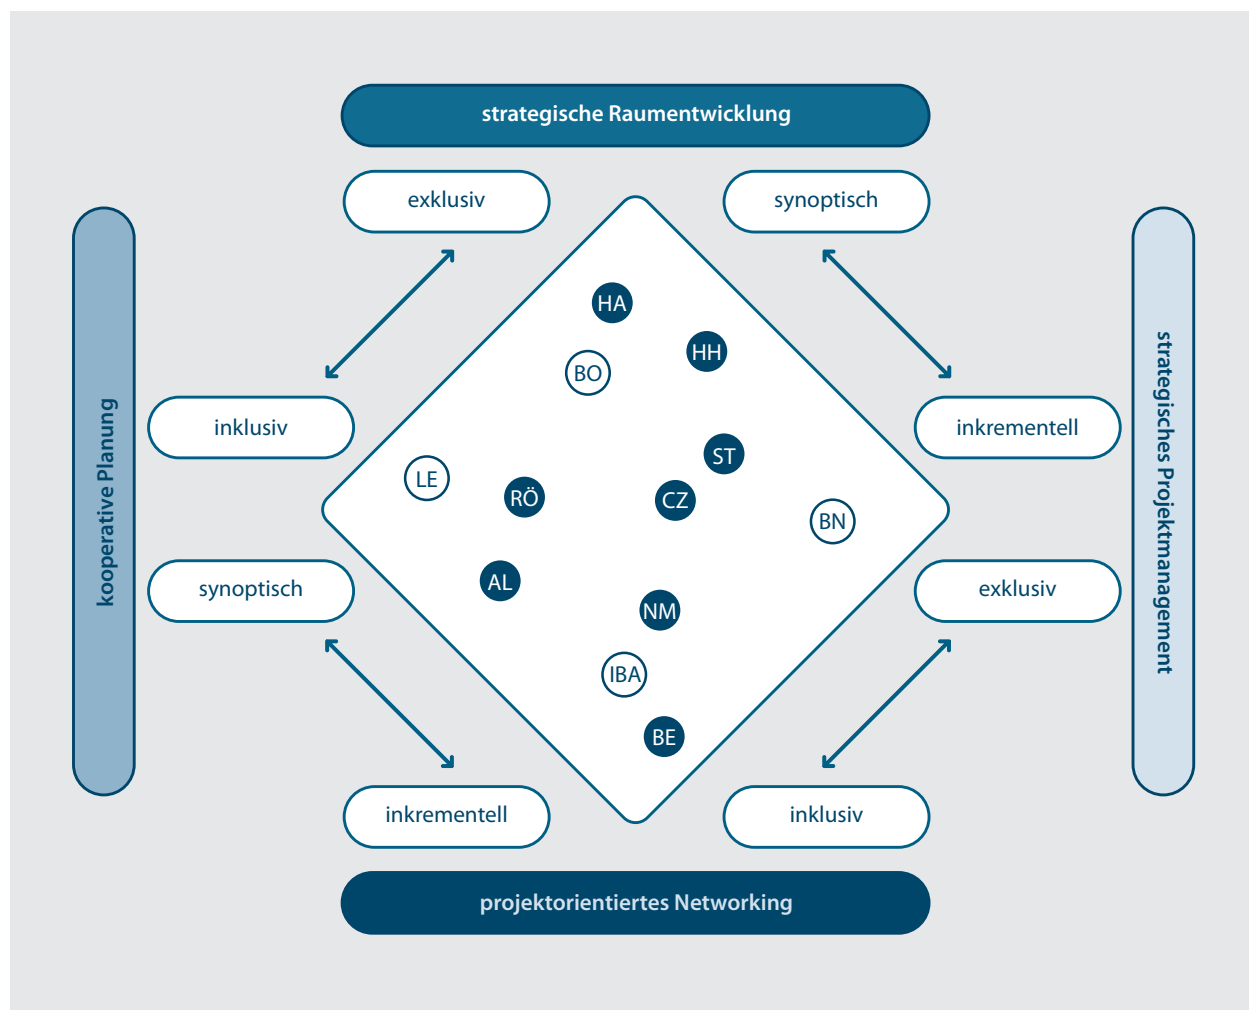 strategische Raumentwicklung
exklusiv
synoptisch
kooperative Planung
strategisches Projektmanagement
HA
HH
BO
inklusiv
inkrementell
ST
LE
RÖ
CZ
BN
AL
synoptisch
exklusiv
NM
IBA
BE
inkrementell
inklusiv
projektorientiertes Networking